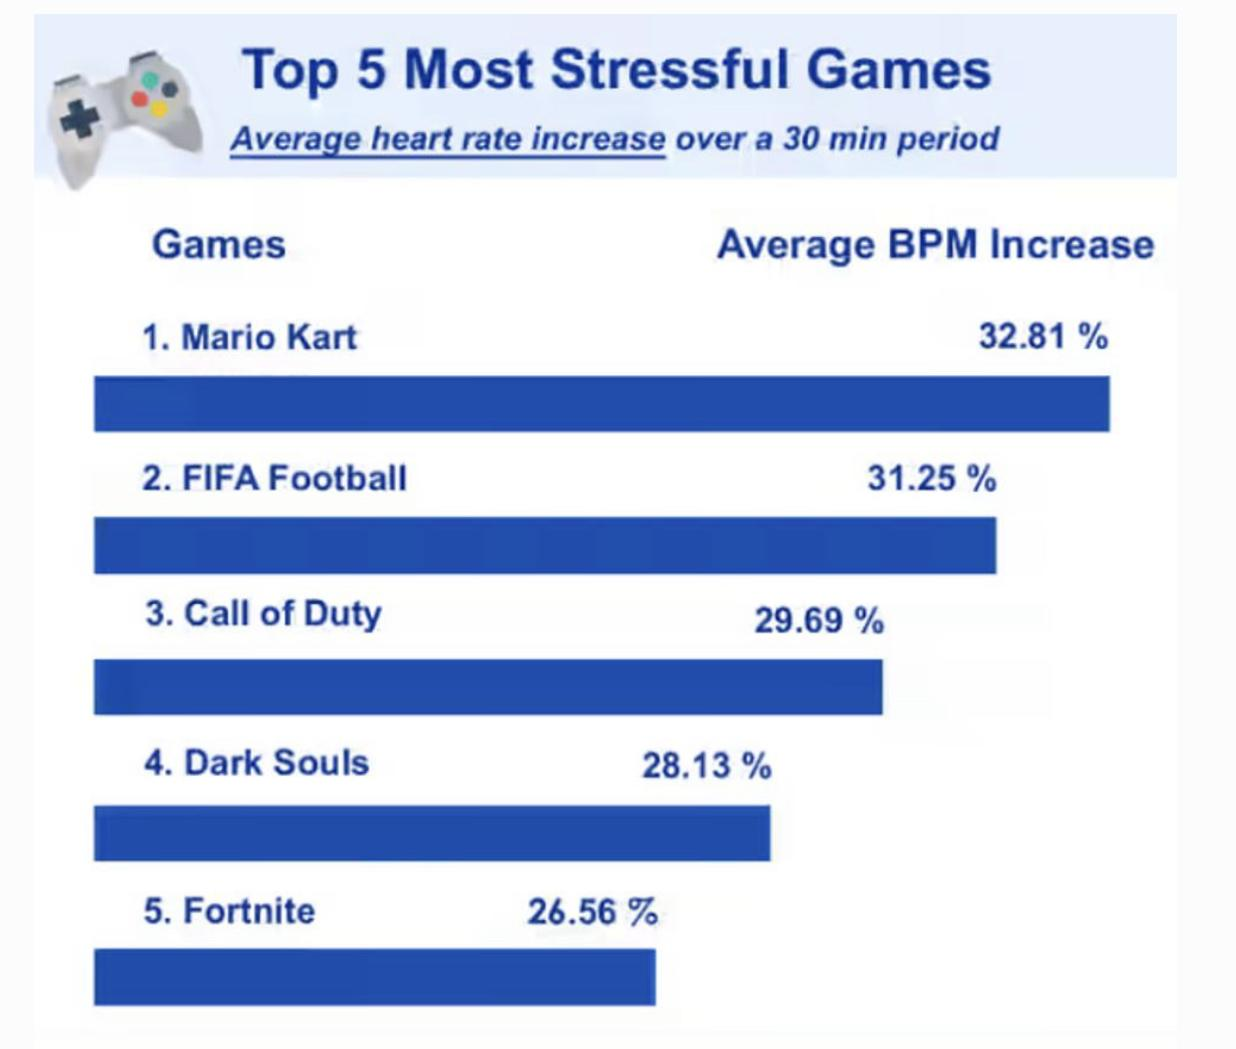 Top 5 Most Stressful Games
Average heart rate increase over a 30 min period
Games Average BPM Increase
1. Mario Kart 32.81 %
2. FIFA Football 31.25 %
3. Call of Duty 29.69 %
4. Dark Souls 28.13 %
5. Fortnite 26.56 %